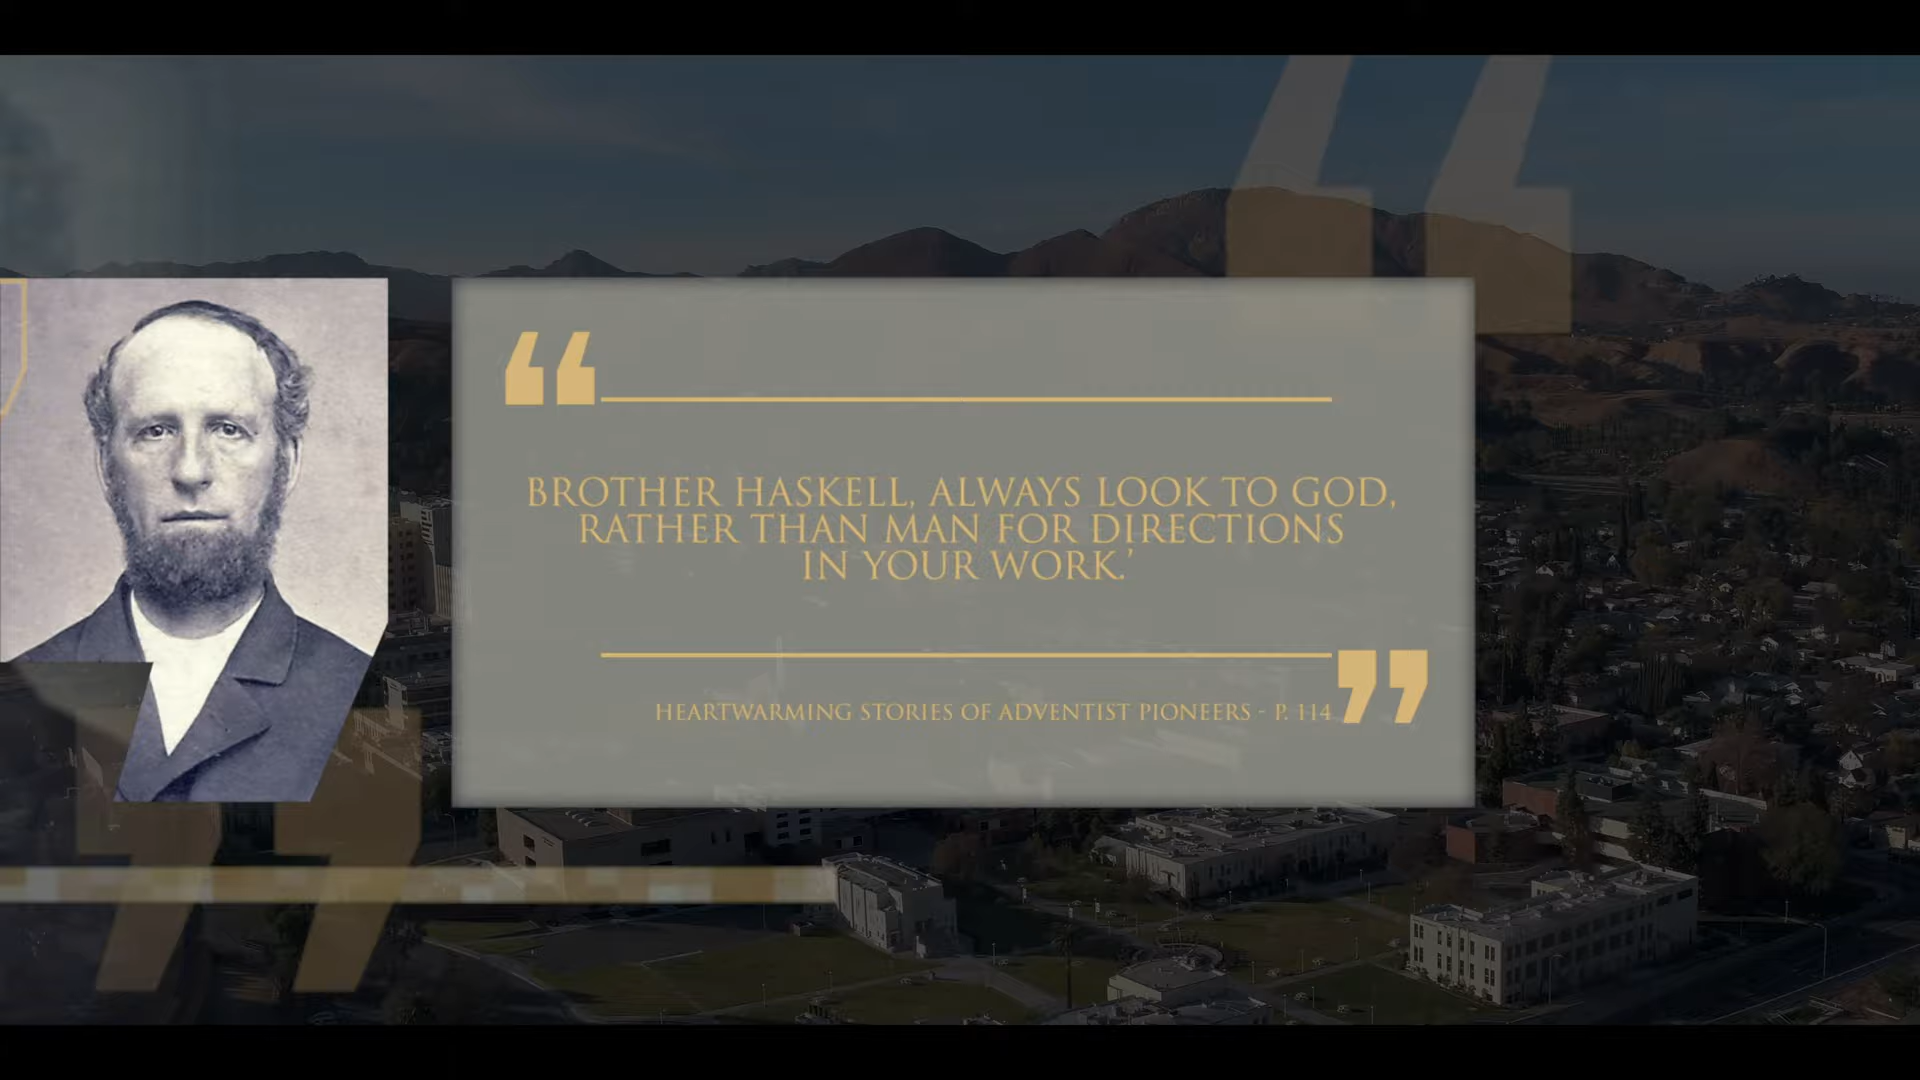 BROTHER HASKELL, ALWAYS LOOK TO GOD,
RATHER THAN MAN FOR DIRECTIONS
IN YOUR WORK.’
HEARTWARMING STORIES OF ADVENTIST PIONEERS - P. 114